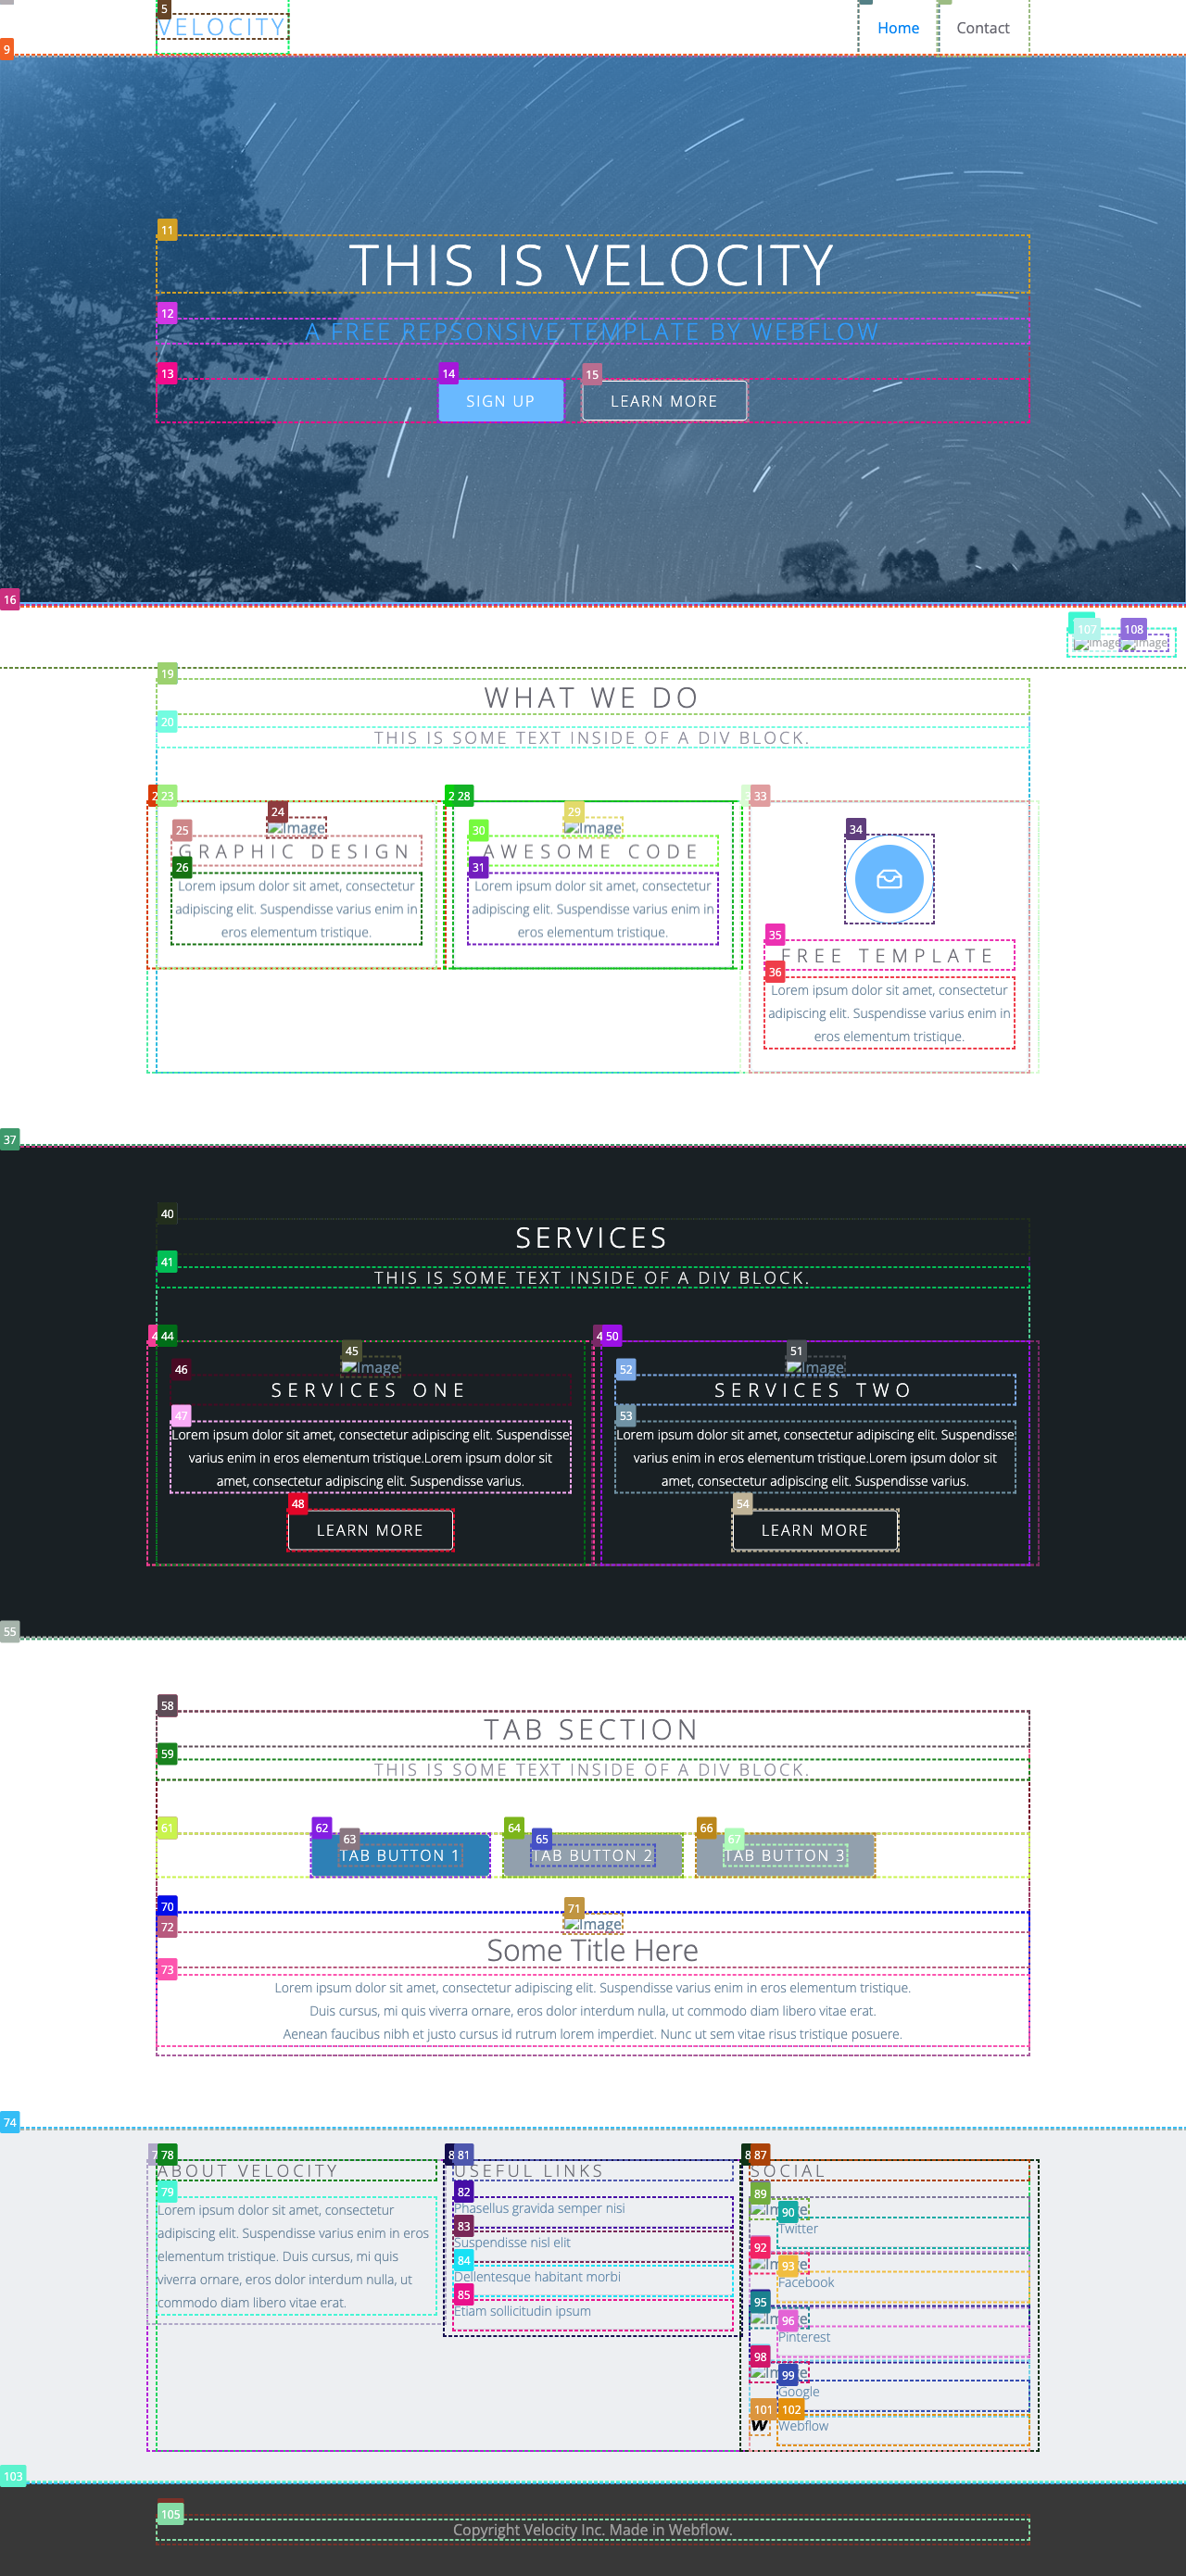 5
VELOCITY
Home
Contact
9
11
THIS IS VELOCITY
12
A FREE REPSONSIVE TEMPLATE BY WEBFLOW
13
14
15
SIGN UP
LEARN MORE
16
107
108
Image
Image
19
WHAT WE DO
20
THIS IS SOME TEXT INSIDE OF A DIV BLOCK.
23
24
Image
25
GRAPHIC DESIGN
26
Lorem ipsum dolor sit amet, consectetur
adipiscing elit. Suspendisse varius enim in
eros elementum tristique.
28
29
Image
30
AWESOME CODE
31
Lorem ipsum dolor sit amet, consectetur
adipiscing elit. Suspendisse varius enim in
eros elementum tristique.
33
34
35
FREE TEMPLATE
36
Lorem ipsum dolor sit amet, consectetur
adipiscing elit. Suspendisse varius enim in
eros elementum tristique.
37
40
SERVICES
41
THIS IS SOME TEXT INSIDE OF A DIV BLOCK.
44
45
Image
46
SERVICES ONE
47
Lorem ipsum dolor sit amet, consectetur adipiscing elit. Suspendisse
varius enim in eros elementum tristique.Lorem ipsum dolor sit
amet, consectetur adipiscing elit. Suspendisse varius.
48
LEARN MORE
50
51
Image
52
SERVICES TWO
53
Lorem ipsum dolor sit amet, consectetur adipiscing elit. Suspendisse
varius enim in eros elementum tristique.Lorem ipsum dolor sit
amet, consectetur adipiscing elit. Suspendisse varius.
54
LEARN MORE
55
58
TAB SECTION
59
THIS IS SOME TEXT INSIDE OF A DIV BLOCK.
61
62
63
TAB BUTTON 1
64
65
TAB BUTTON 2
66
67
TAB BUTTON 3
70
71
Image
72
Some Title Here
73
Lorem ipsum dolor sit amet, consectetur adipiscing elit. Suspendisse varius enim in eros elementum tristique.
Duis cursus, mi quis viverra ornare, eros dolor interdum nulla, ut commodo diam libero vitae erat.
Aenean faucibus nibh et justo cursus id rutrum lorem imperdiet. Nunc ut sem vitae risus tristique posuere.
74
78
ABOUT VELOCITY
79
Lorem ipsum dolor sit amet, consectetur
adipiscing elit. Suspendisse varius enim in eros
elementum tristique. Duis cursus, mi quis
viverra ornare, eros dolor interdum nulla, ut
commodo diam libero vitae erat.
81
USEFUL LINKS
82
Phasellus gravida semper nisi
83
Suspendisse nisl elit
84
Dellentesque habitant morbi
85
Etiam sollicitudin ipsum
87
SOCIAL
89
90
Twitter
92
93
Facebook
95
96
Pinterest
98
99
Google
101
102
W
Webflow
103
105
Copyright Velocity Inc. Made in Webflow.